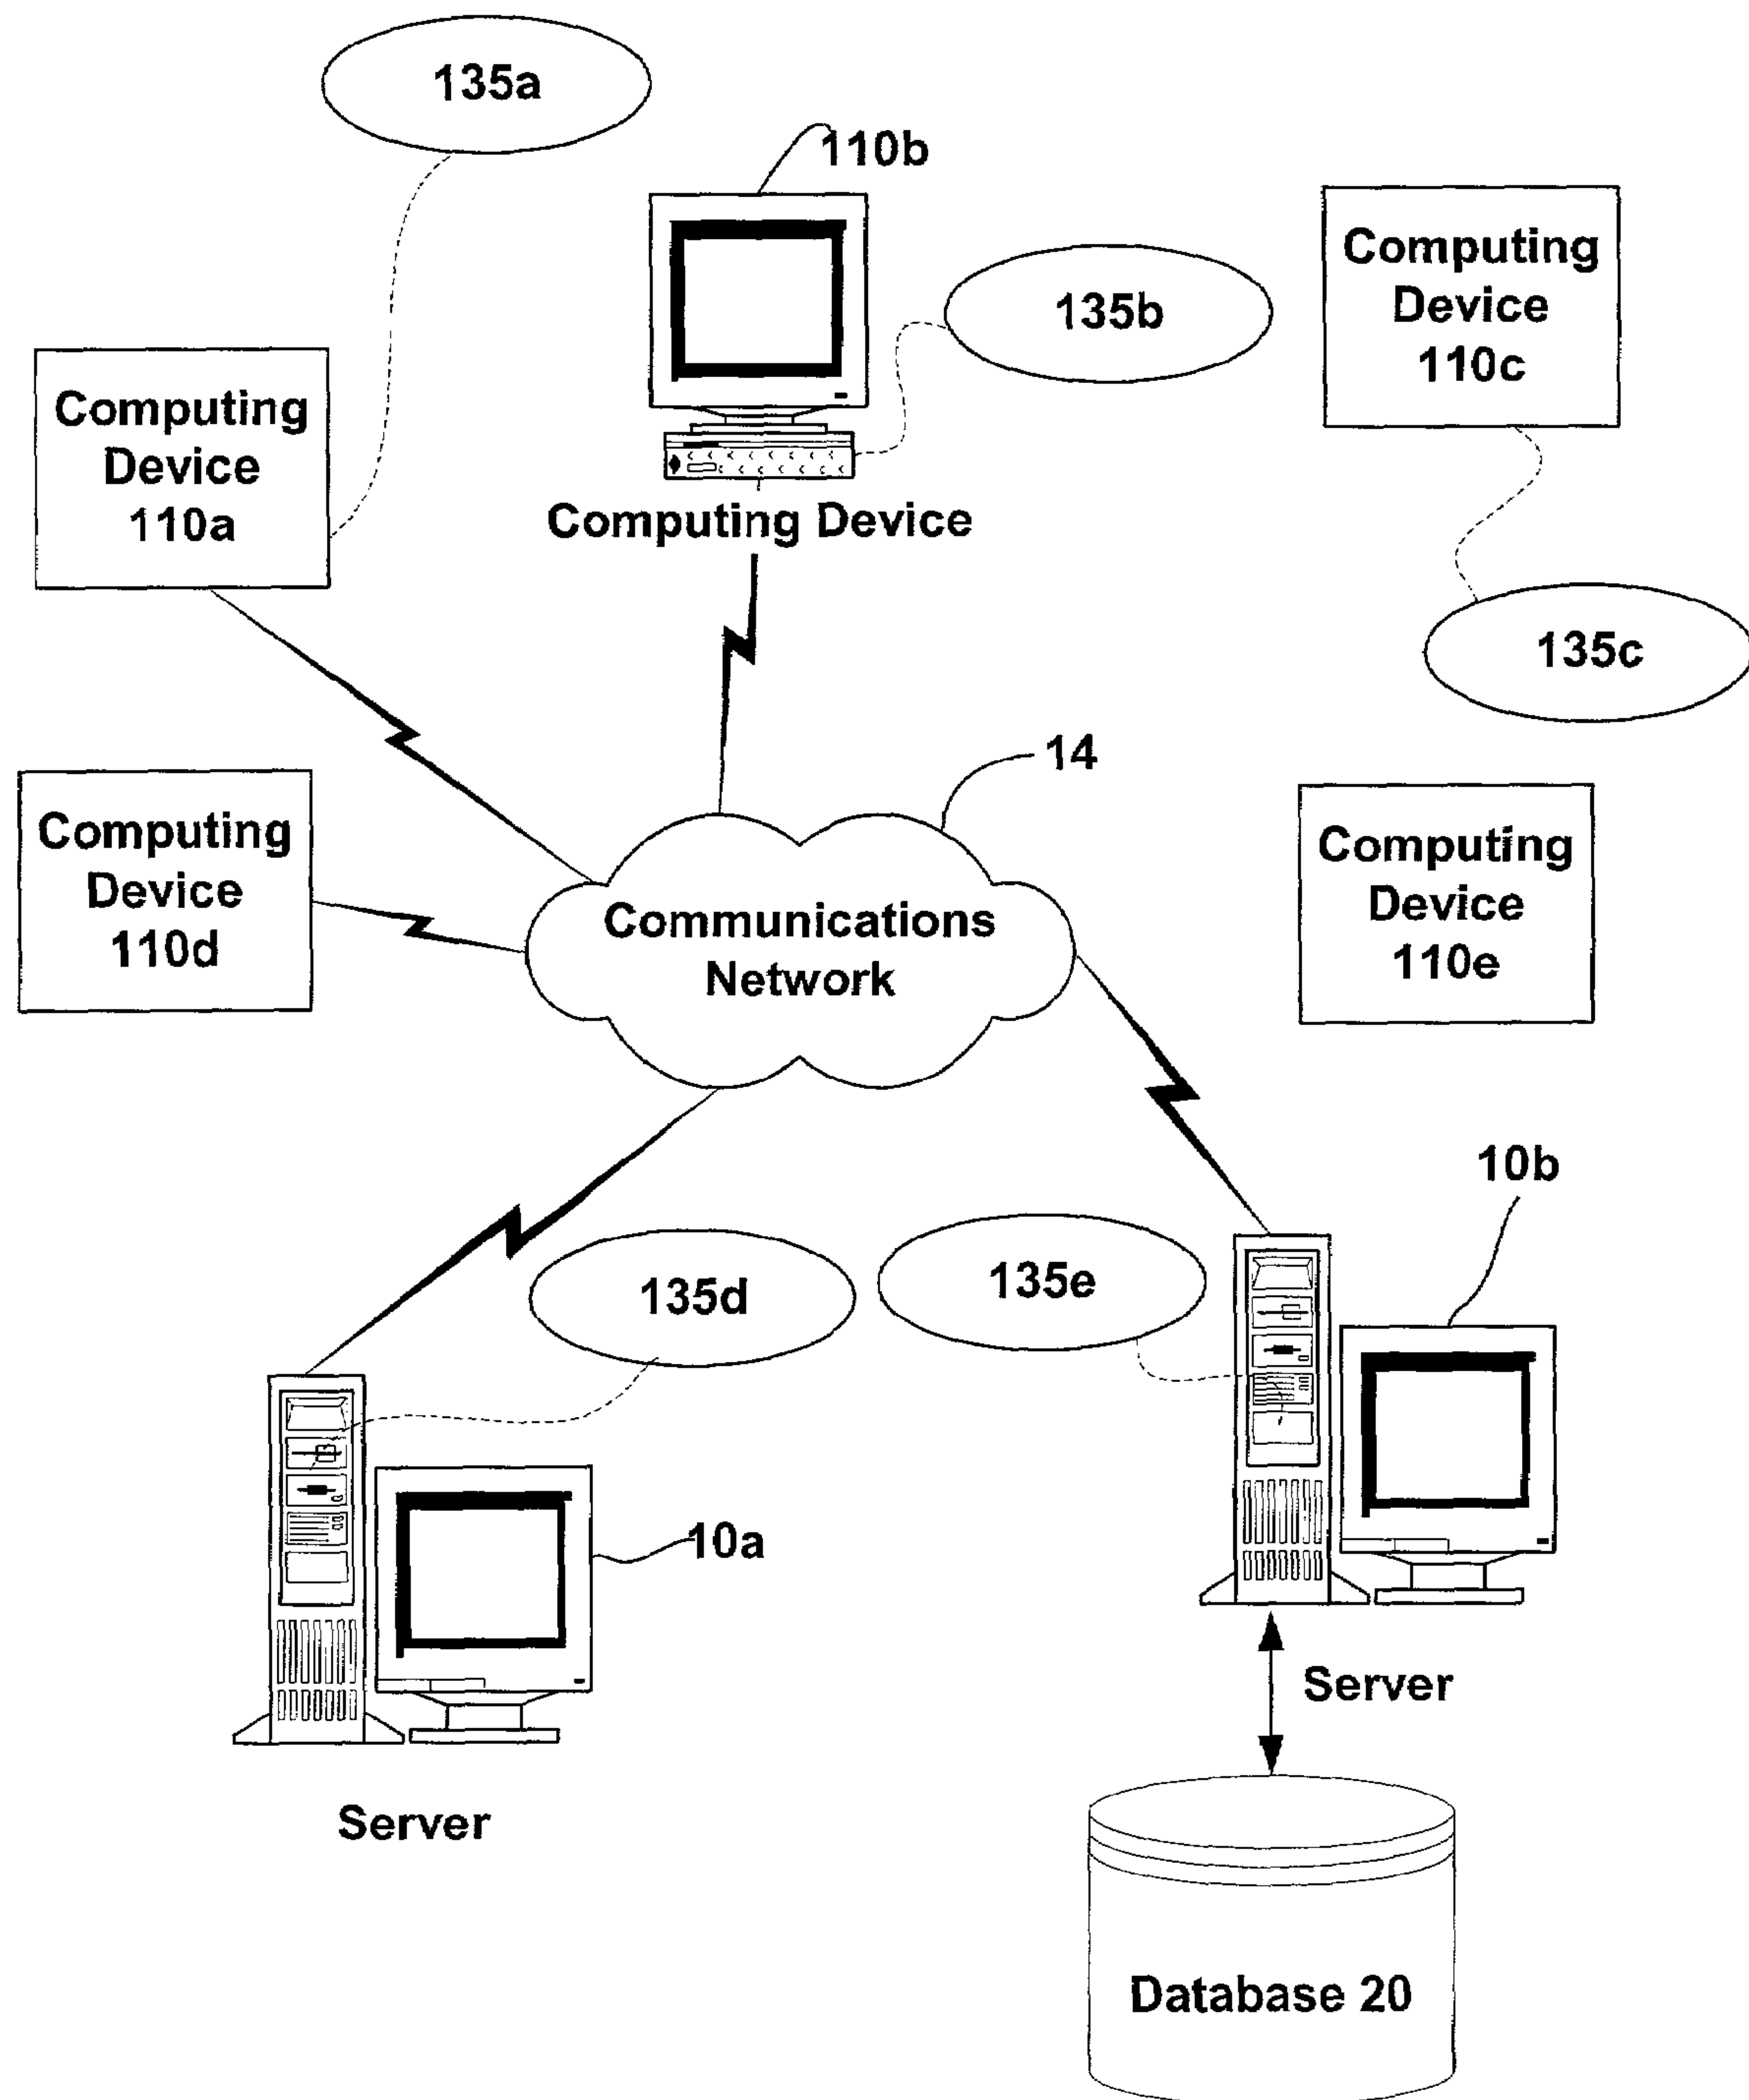 135a
110b
Computing
Device
110c
135b
Computing
Device
110a
Computing Device
135c
14
Computing
Device
110d
Computing
Device
110e
Communications
Network
10b
135d
135e
10a
Server
Server
Database 20